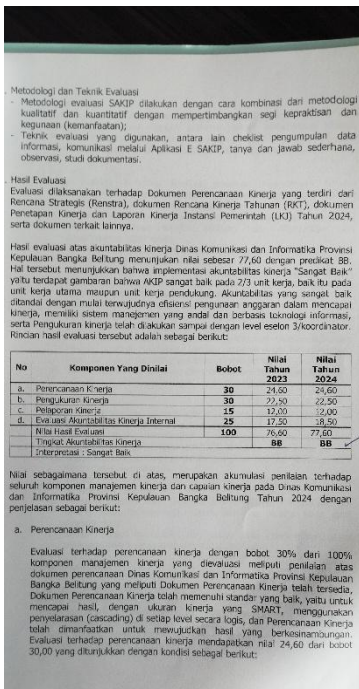 . Metodologi dan Teknik Evaluasi
- Metodologi evaluasi SAKIP dilakukan dengan cara kombinasi dari metodologi
kualitatif dan kuantitatif dengan mempertimbangkan segi kepraktisan dan
kegunaan (kemanfaatan);
- Teknik evaluasi yang digunakan, antara lain cheklist pengumpulan data
informasi, komunikasi melalui Aplikasi E SAKIP, tanya dan jawab sederhana,
observasi, studi dokumentasi.
. Hasil Evaluasi
Evaluasi dilaksanakan terhadap Dokumen Perencanaan Kinerja yang terdiri dari
Rencana Strategis (Renstra), dokumen Rencana Kinerja Tahunan (RKT), dokumen
Penetapan Kinerja dan Laporan Kinerja Instansi Pemerintah (LKJ) Tahun 2024,
serta dokumen terkait lainnya.
Hasil evaluasi atas akuntabilitas kinerja Dinas Komunikasi dan Informatika Provinsi
Kepulauan Bangka Belitung menunjukan nilai sebesar 77,60 dengan predikat BB.
Hal tersebut menunjukkan bahwa implementasi akuntabilitas kinerja "Sangat Baik"
yaitu terdapat gambaran bahwa AKIP sangat baik pada 2/3 unit kerja, baik itu pada
unit kerja utama maupun unit kerja pendukung. Akuntabilitas yang sangat baik
ditandai dengan mulai terwujudnya efisiensi pengunaan anggaran dalam mencapai
kinerja, memiliki sistem manajemen yang andal dan berbasis teknologi informasi,
serta Pengukuran kinerja telah dilakukan sampai dengan level eselon 3/koordinator.
Rincian hasil evaluasi tersebut adalah sebagai berikut:
No Komponen Yang Dinilai Bobot Nilai Tahun 2023 Nilai Tahun 2024
a. Perencanaan Kinerja 30 24,60 24,60
b. Pengukuran Kinerja 30 22,50 22,50
c. Pelaporan Kinerja 15 12,00 12,00
d. Evaluasi Akuntabilitas Kinerja Internal 25 17,50 18,50
Nilai Hasil Evaluasi 100 76,60 77,60
Tingkat Akuntabilitas Kinerja BB BB
Interpretasi : Sangat Baik
Nilai sebagaimana tersebut di atas, merupakan akumulasi penilaian terhadap
seluruh komponen manajemen kinerja dan capaian kinerja pada Dinas Komunikasi
dan Informatika Provinsi Kepulauan Bangka Belitung Tahun 2024 dengan
penjelasan sebagai berikut:
a. Perencanaan Kinerja
Evaluasi terhadap perencanaan kinerja dengan bobot 30% dari 100%
komponen manajemen kinerja yang dievaluasi meliputi penilaian atas
dokumen perencanaan Dinas Komunikasi dan Informatika Provinsi Kepulauan
Bangka Belitung yang meliputi Dokumen Perencanaan Kinerja telah tersedia,
Dokumen Perencanaan Kinerja telah memenuhi standar yang baik, yaitu untuk
mencapai hasil, dengan ukuran kinerja yang SMART, menggunakan
penyelarasan (cascading) di setiap level secara logis, dan Perencanaan Kinerja
telah dimanfaatkan untuk mewujudkan hasil yang berkesinambungan.
Evaluasi terhadap perencanaan kinerja mendapatkan nilai 24,60 dari bobot
30,00 yang ditunjukkan dengan kondisi sebagai berikut: